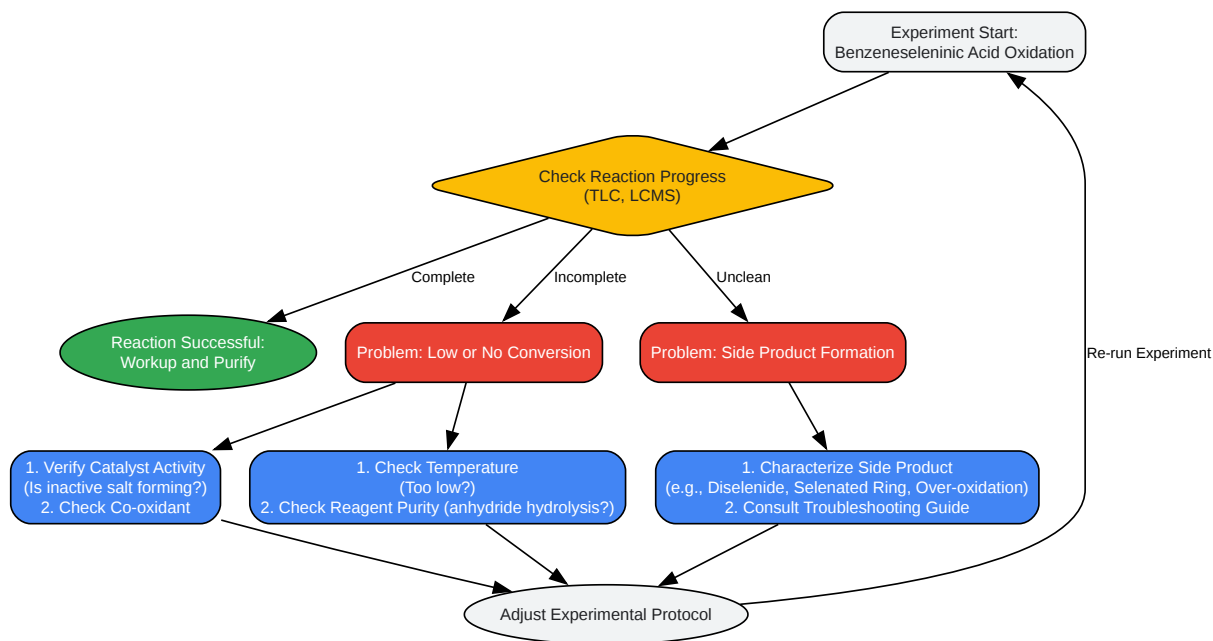 Experiment Start:
Benzeneseleninic Acid Oxidation
Check Reaction Progress
(TLC, LCMS)
Complete
Incomplete
Unclean
Reaction Successful:
Workup and Purify
Problem: Low or No Conversion
Problem: Side Product Formation
Re-run Experiment
1. Verify Catalyst Activity
(Is inactive salt forming?)
2. Check Co-oxidant
1. Check Temperature
(Too low?)
2. Check Reagent Purity (anhydride hydrolysis?)
1. Characterize Side Product
(e.g., Diselenide, Selenated Ring, Over-oxidation)
2. Consult Troubleshooting Guide
Adjust Experimental Protocol